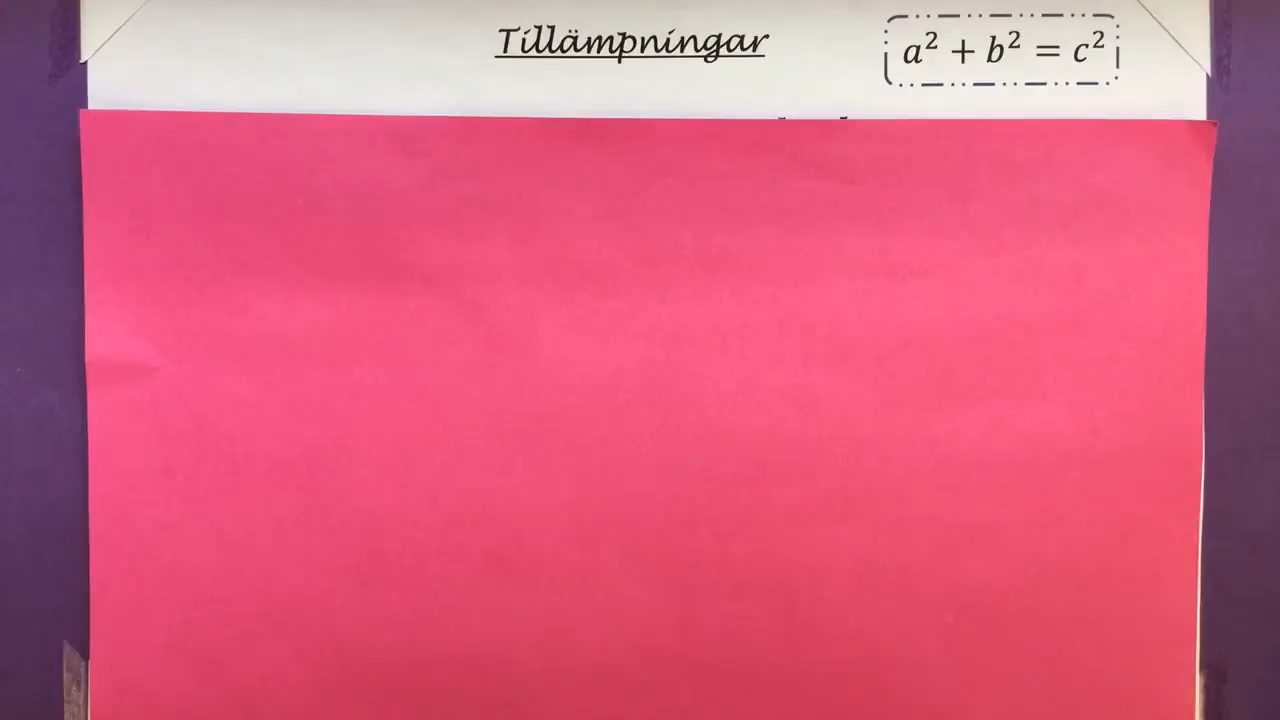 Tillämpningar
a² + b² = c²